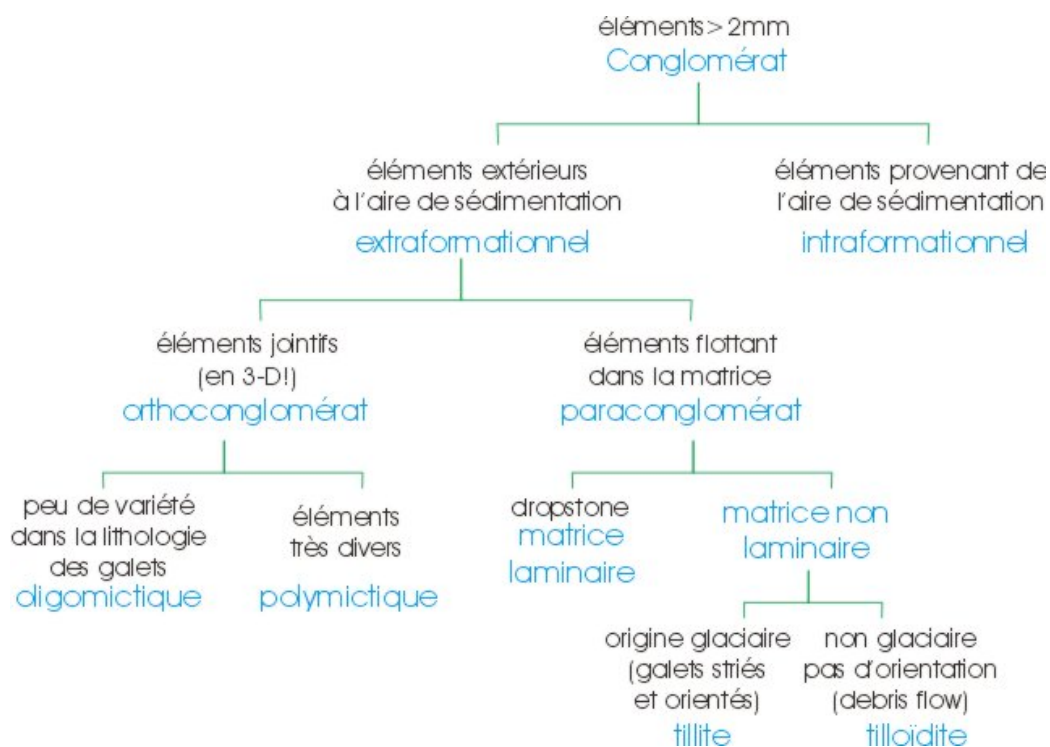 éléments > 2mm
Conglomérat
éléments extérieurs
à l'aire de sédimentation
extraformationnel
éléments provenant de
l'aire de sédimentation
intraformationnel
éléments jointifs
(en 3-D!)
orthoconglomérat
éléments flottant
dans la matrice
paraconglomérat
peu de variété
dans la lithologie
des galets
oligomictique
éléments
très divers
polymictique
dropstone
matrice
laminaire
matrice non
laminaire
origine glaciaire
(galets striés
et orientés)
tillite
non glaciaire
pas d'orientation
(debris flow)
tilloïdite